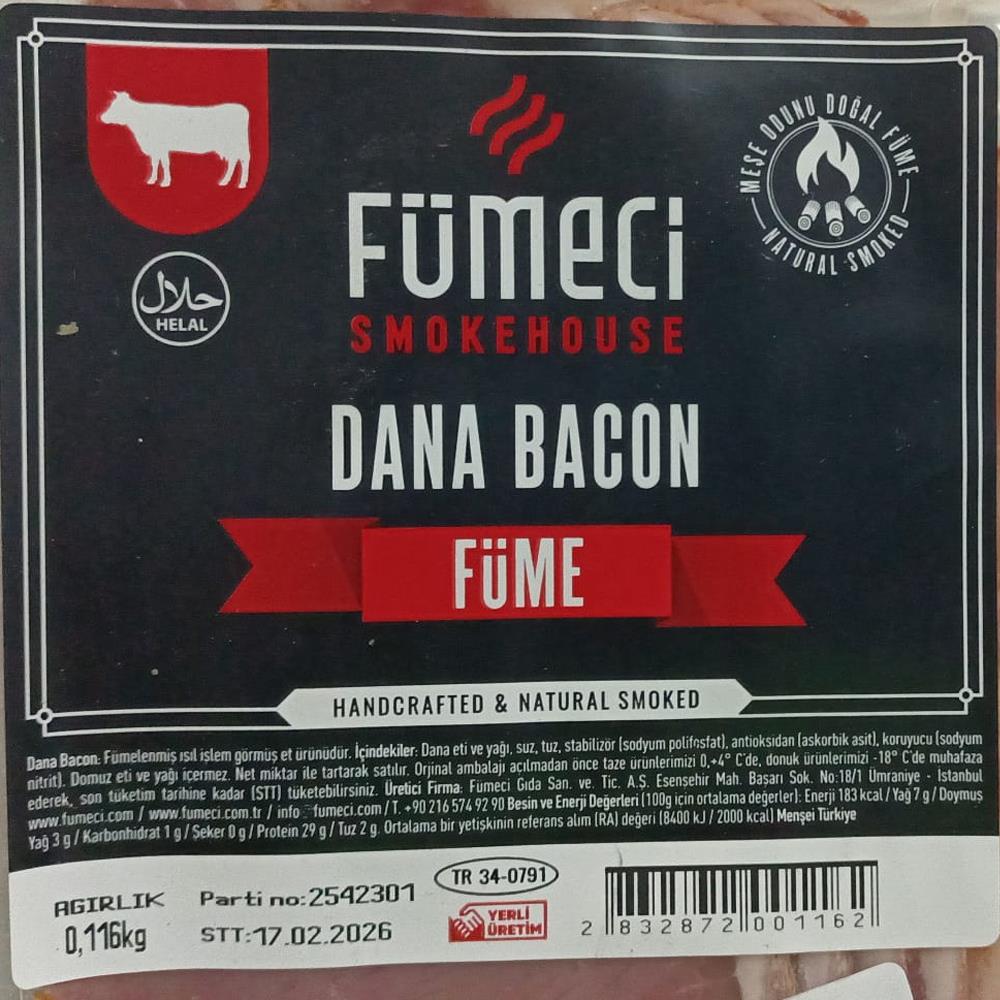 MEŞE ODUNU DOĞAL FÜME
NATURAL SMOKED
حلال
HELAL
FÜMECİ
SMOKEHOUSE
DANA BACON
FÜME
HANDCRAFTED & NATURAL SMOKED
Dana Bacon: Fümelenmiş ısıl işlem görmüş et ürünüdür. İçindekiler: Dana eti ve yağı, suz, tuz, stabilizör (sodyum polifosfat), antioksidan (askorbik asit), koruyucu (sodyum
nitrit). Domuz eti ve yağı içermez. Net miktar ile tartarak satılır. Orjinal ambalajı açılmadan önce taze ürünlerimizi 0,+4° C'de, donuk ürünlerimizi -18° C'de muhafaza
ederek, son tüketim tarihine kadar (STT) tüketebilirsiniz. Üretici Firma: Fümeci Gıda San. ve. Tic. A.Ş. Esenşehir Mah. Başarı Sok. No:18/1 Ümraniye - İstanbul
www.fumeci.com / www.fumeci.com.tr / info fumeci.com / T. +90 216 574 92 90 Besin ve Enerji Değerleri (100g için ortalama değerler): Enerji 183 kcal / Yağ 7 g / Doymuş
Yağ 3 g / Karbonhidrat 1 g / Şeker 0 g / Protein 29 g / Tuz 2 g. Ortalama bir yetişkinin referans alım (RA) değeri (8400 kJ / 2000 kcal) Menşei Türkiye
AGIRLIK
0,116kg
Parti no:2542301
STT:17.02.2026
TR 34-0791
YERLİ
ÜRETİM
2 832872 001162